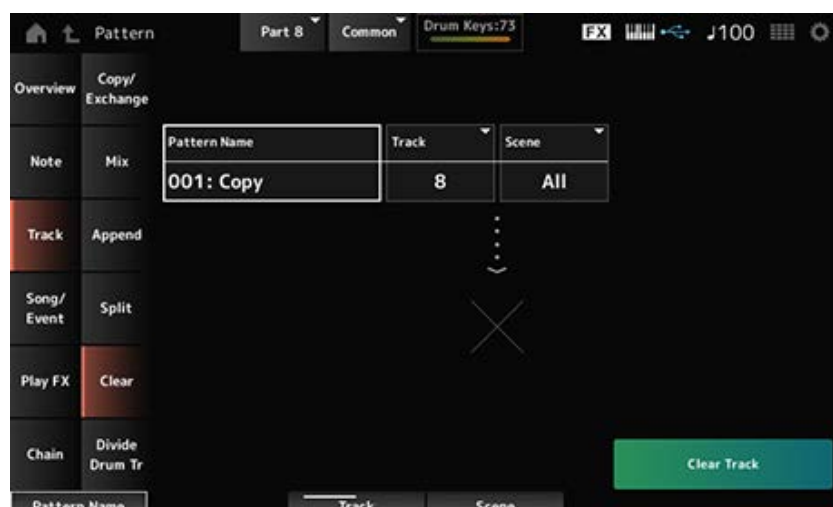 Pattern
Part 8
Common
Drum Keys:73
FX
♩100
Overview
Copy/
Exchange
Note
Mix
Pattern Name
Track
Scene
001: Copy
8
All
Track
Append
Song/
Event
Split
Play FX
Clear
Chain
Divide
Drum Tr
Clear Track
Pattern Name
Track
Scene